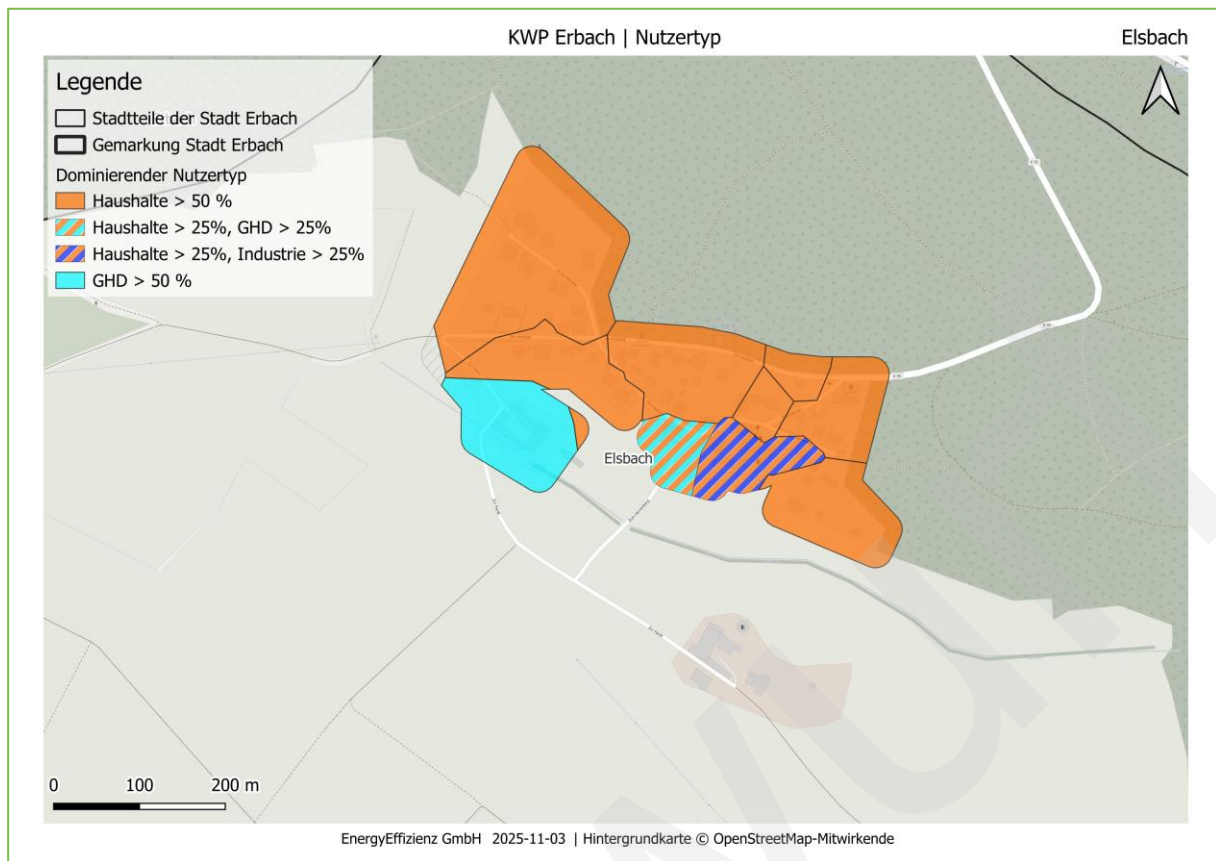 KWP Erbach | Nutzertyp
Elsbach
Legende
Stadtteile der Stadt Erbach
Gemarkung Stadt Erbach
Dominierender Nutzertyp
Haushalte > 50 %
Haushalte > 25%, GHD > 25%
Haushalte > 25%, Industrie > 25%
GHD > 50 %
Elsbach
0 100 200 m
EnergyEffizienz GmbH 2025-11-03 | Hintergrundkarte © OpenStreetMap-Mitwirkende